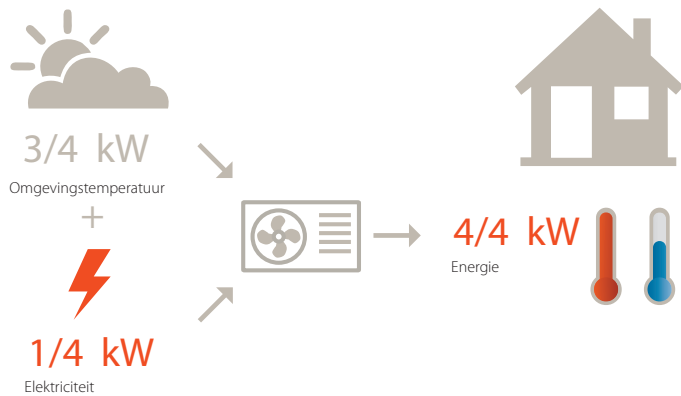 3/4 kW
Omgevingstemperatuur
+
1/4 kW
Elektriciteit
4/4 kW
Energie